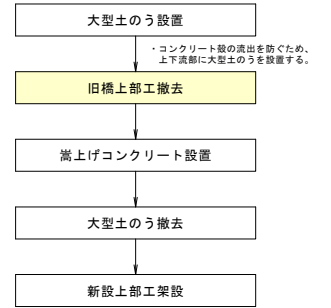 大型土のう設置
・コンクリート殻の流出を防ぐため、
上下流部に大型土のうを設置する。
旧橋上部工撤去
嵩上げコンクリート設置
大型土のう撤去
新設上部工架設